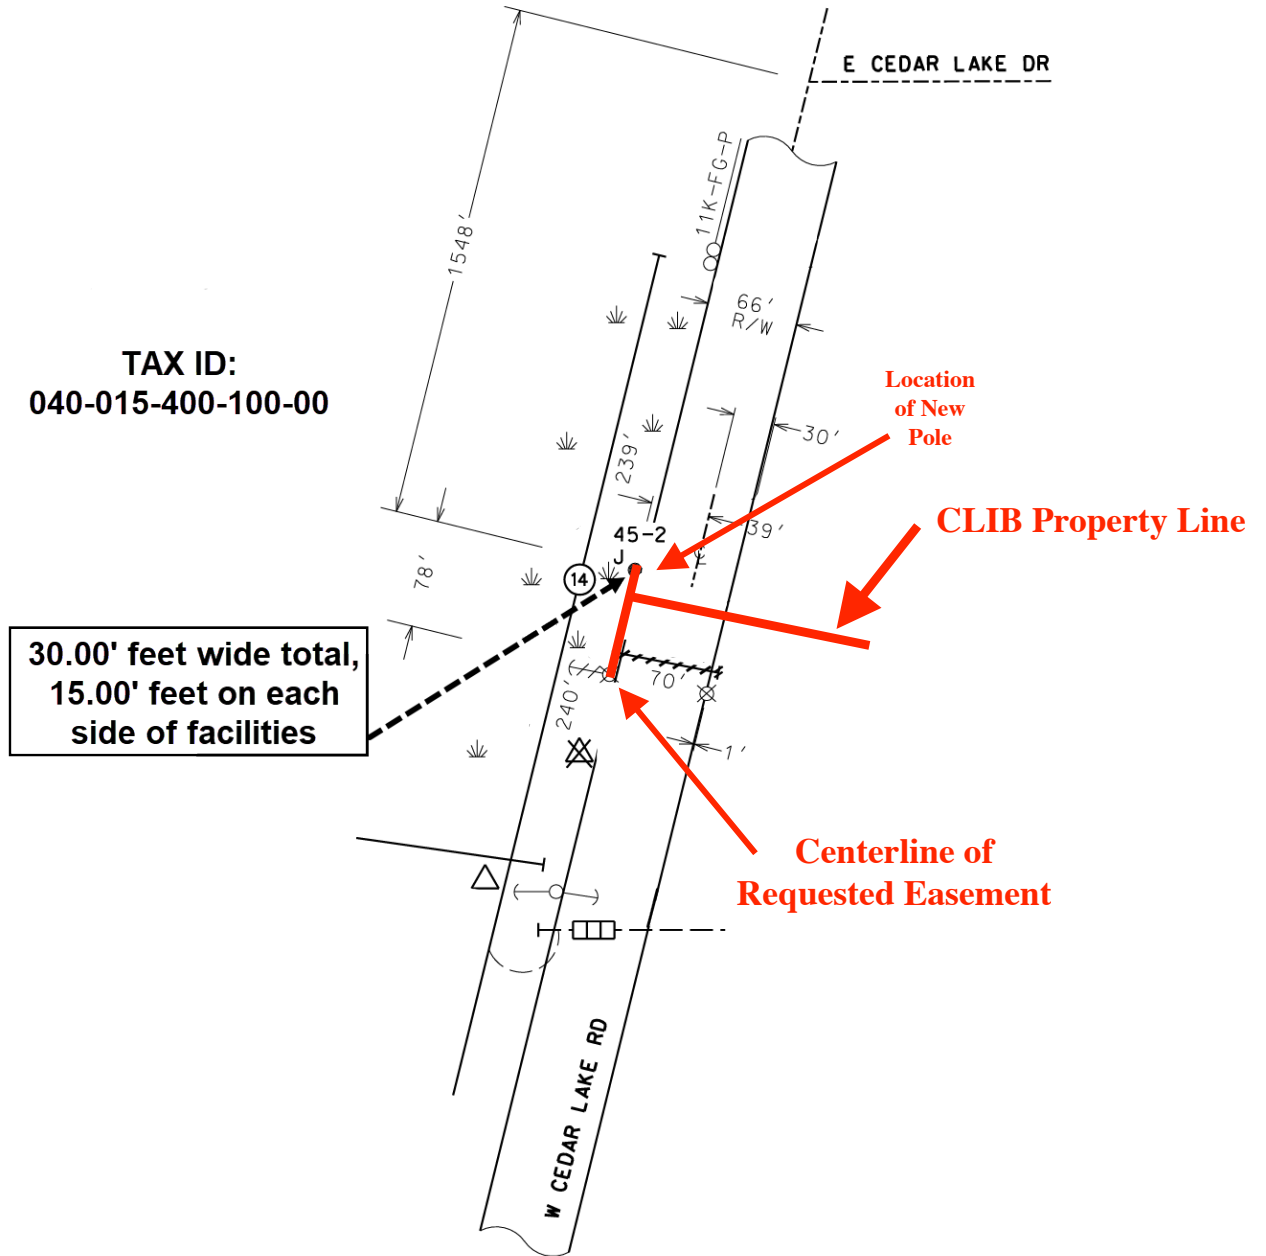 E CEDAR LAKE DR
11K-FG-P
1548'
66'
R/W
TAX ID:
040-015-400-100-00
Location
of New
Pole
30'
239'
CLIB Property Line
39'
45-2
J
℄
14
78'
30.00' feet wide total,
15.00' feet on each
side of facilities
70'
240'
1'
Centerline of
Requested Easement
W CEDAR LAKE RD